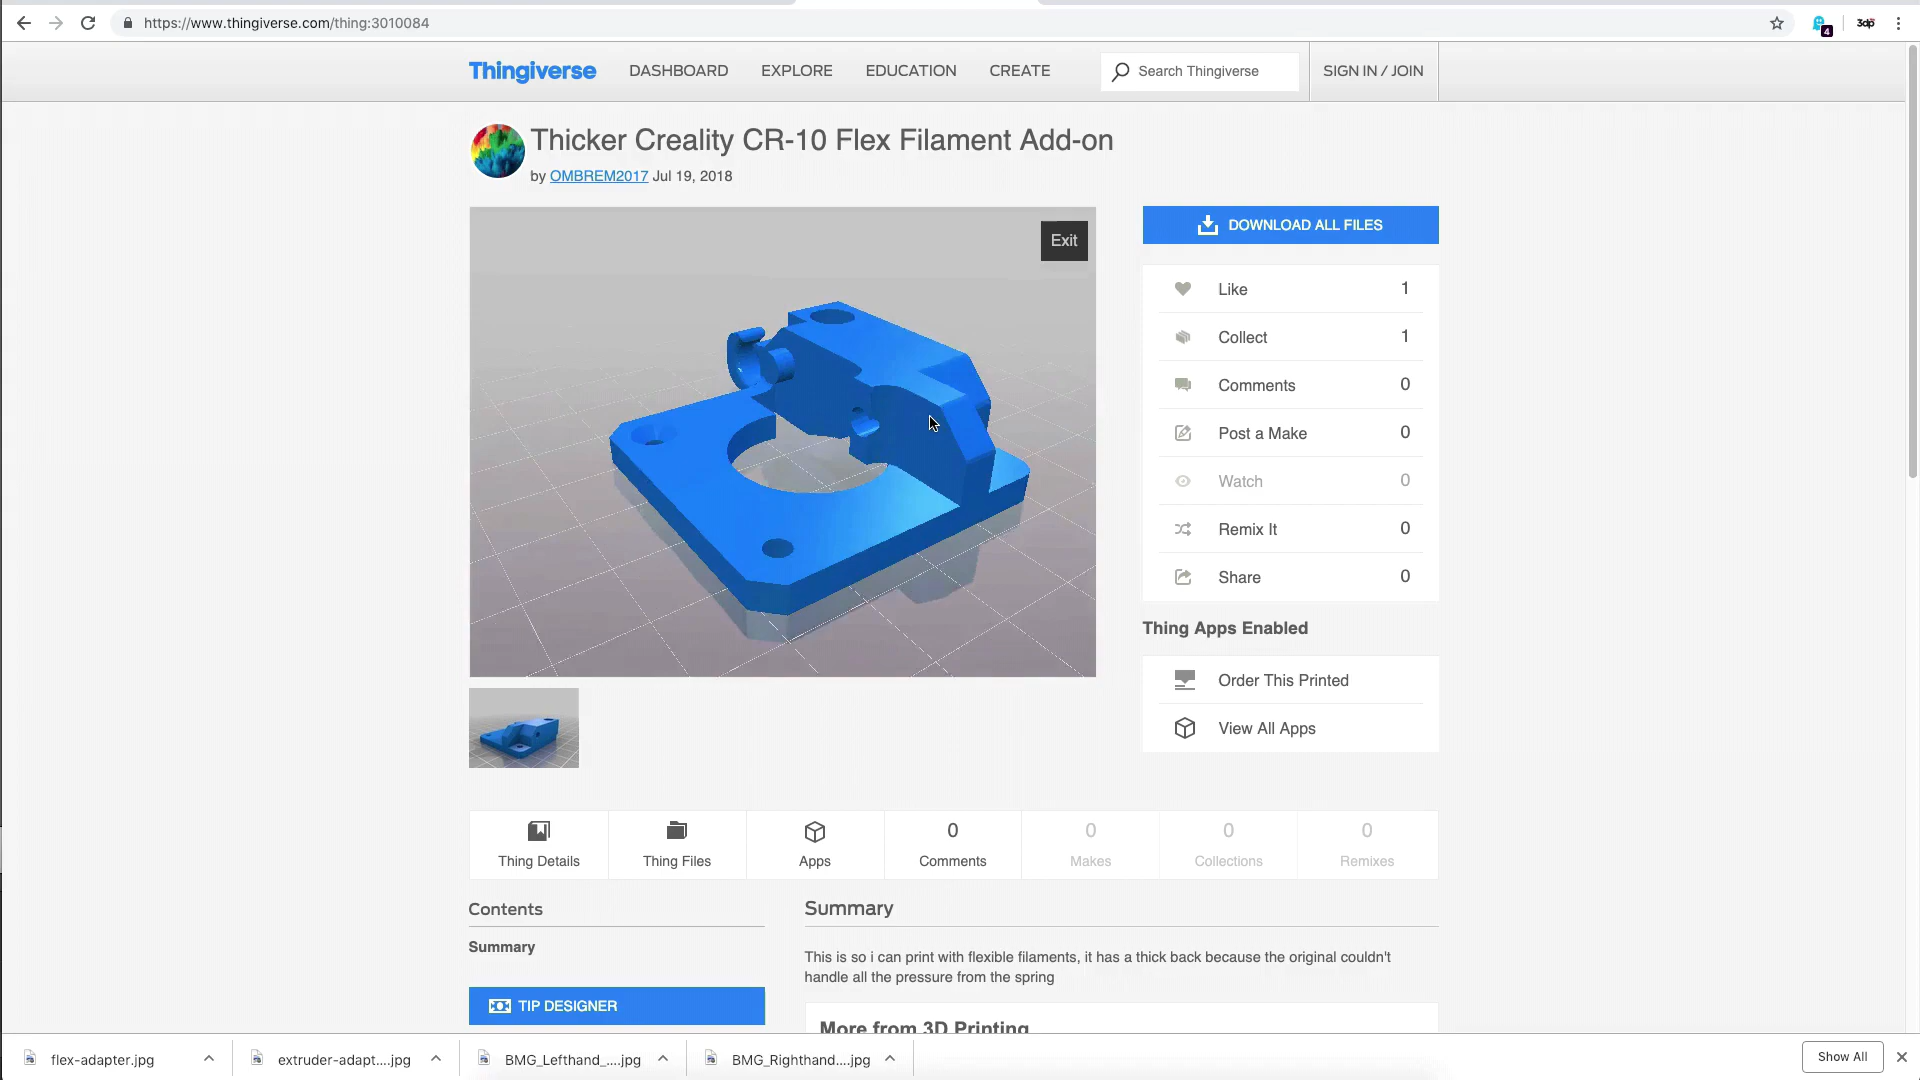 https://www.thingiverse.com/thing:3010084
4
3dp
Thingiverse
DASHBOARD
EXPLORE
EDUCATION
CREATE
Search Thingiverse
SIGN IN / JOIN
Thicker Creality CR-10 Flex Filament Add-on
by OMBREM2017 Jul 19, 2018
Exit
DOWNLOAD ALL FILES
Like 1
Collect 1
Comments 0
Post a Make 0
Watch 0
Remix It 0
Share 0
Thing Apps Enabled
Order This Printed
View All Apps
Thing Details
Thing Files
Apps
0 Comments
0 Makes
0 Collections
0 Remixes
Contents
Summary
TIP DESIGNER
Summary
This is so i can print with flexible filaments, it has a thick back because the original couldn't
handle all the pressure from the spring
More from 3D Printing
flex-adapter.jpg
extruder-adapt....jpg
BMG_Lefthand_....jpg
BMG_Righthand....jpg
Show All